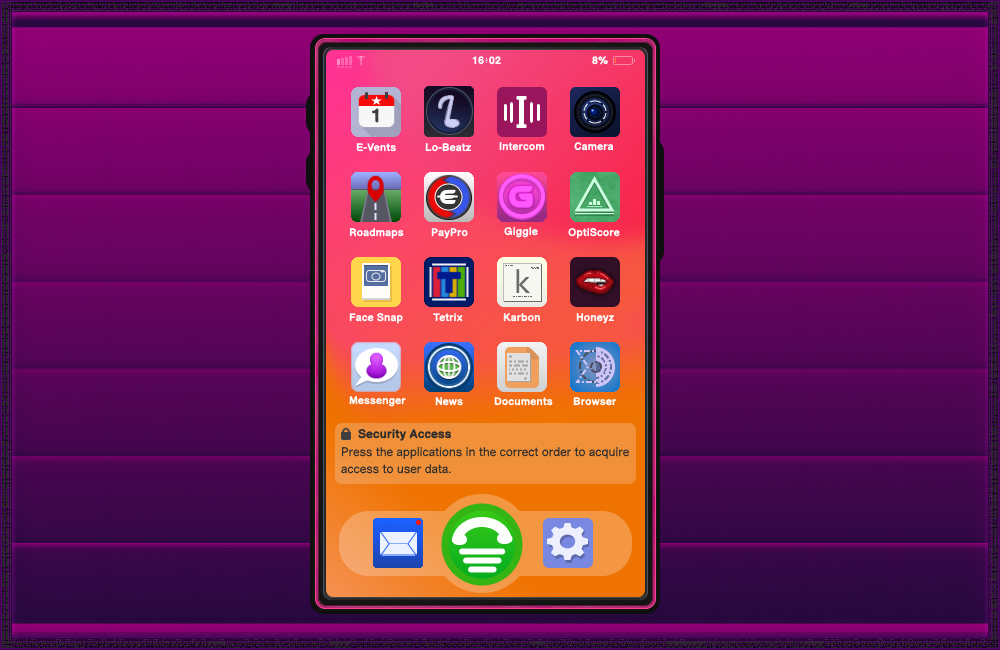 16:02
8%
1
E-Vents
Lo-Beatz
Intercom
Camera
Roadmaps
PayPro
G
Giggle
OptiScore
Face Snap
T
Tetrix
k
Karbon
Honeyz
Messenger
News
Documents
Browser
Security Access
Press the applications in the correct order to acquire
access to user data.